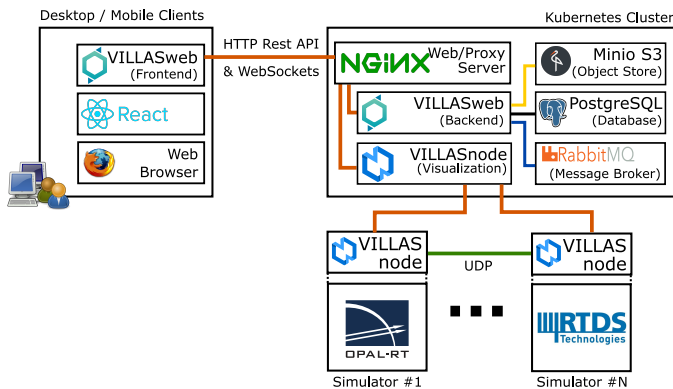 Desktop / Mobile Clients
VILLASweb
(Frontend)
React
Web
Browser
HTTP Rest API
& WebSockets
Kubernetes Cluster
NGINX
Web/Proxy
Server
VILLASweb
(Backend)
VILLASnode
(Visualization)
Minio S3
(Object Store)
PostgreSQL
(Database)
RabbitMQ
(Message Broker)
VILLAS
node
UDP
VILLAS
node
OPAL-RT
RTDS
Technologies
Simulator #1
Simulator #N